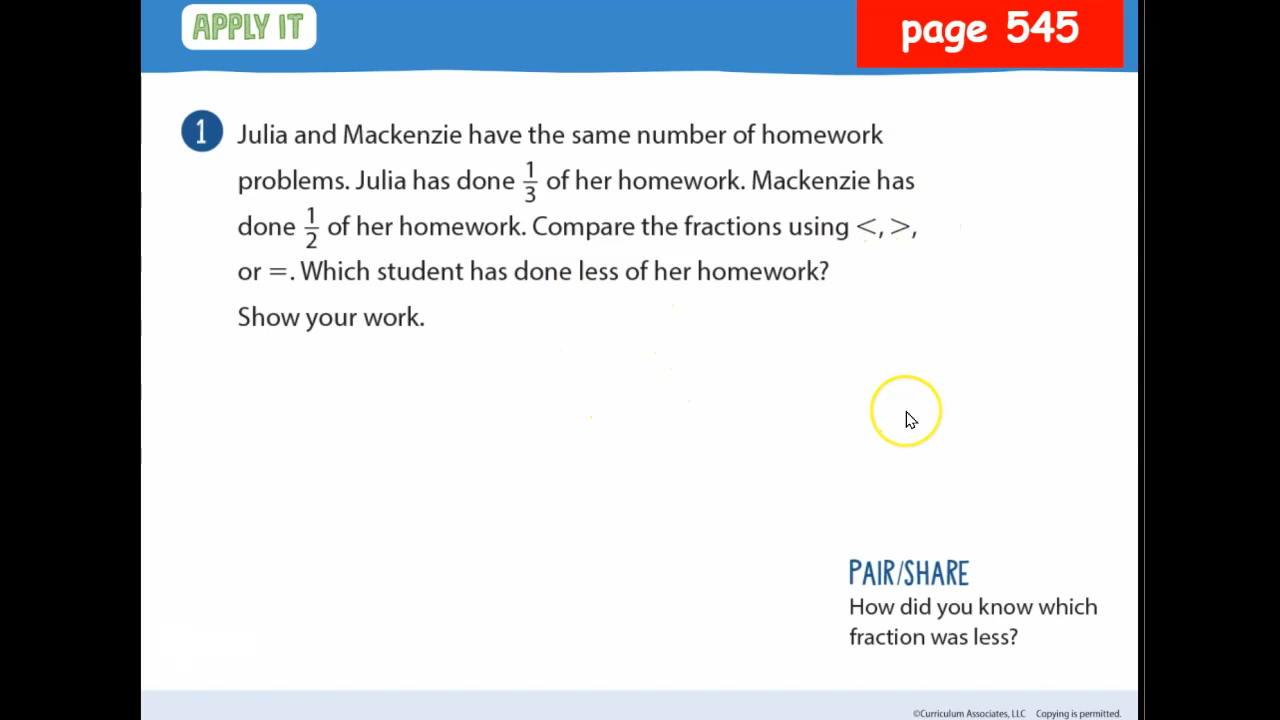 APPLY IT
page 545
1 Julia and Mackenzie have the same number of homework
problems. Julia has done 1/3 of her homework. Mackenzie has
done 1/2 of her homework. Compare the fractions using <, >,
or =. Which student has done less of her homework?
Show your work.
PAIR/SHARE
How did you know which
fraction was less?
©Curriculum Associates, LLC Copying is permitted.